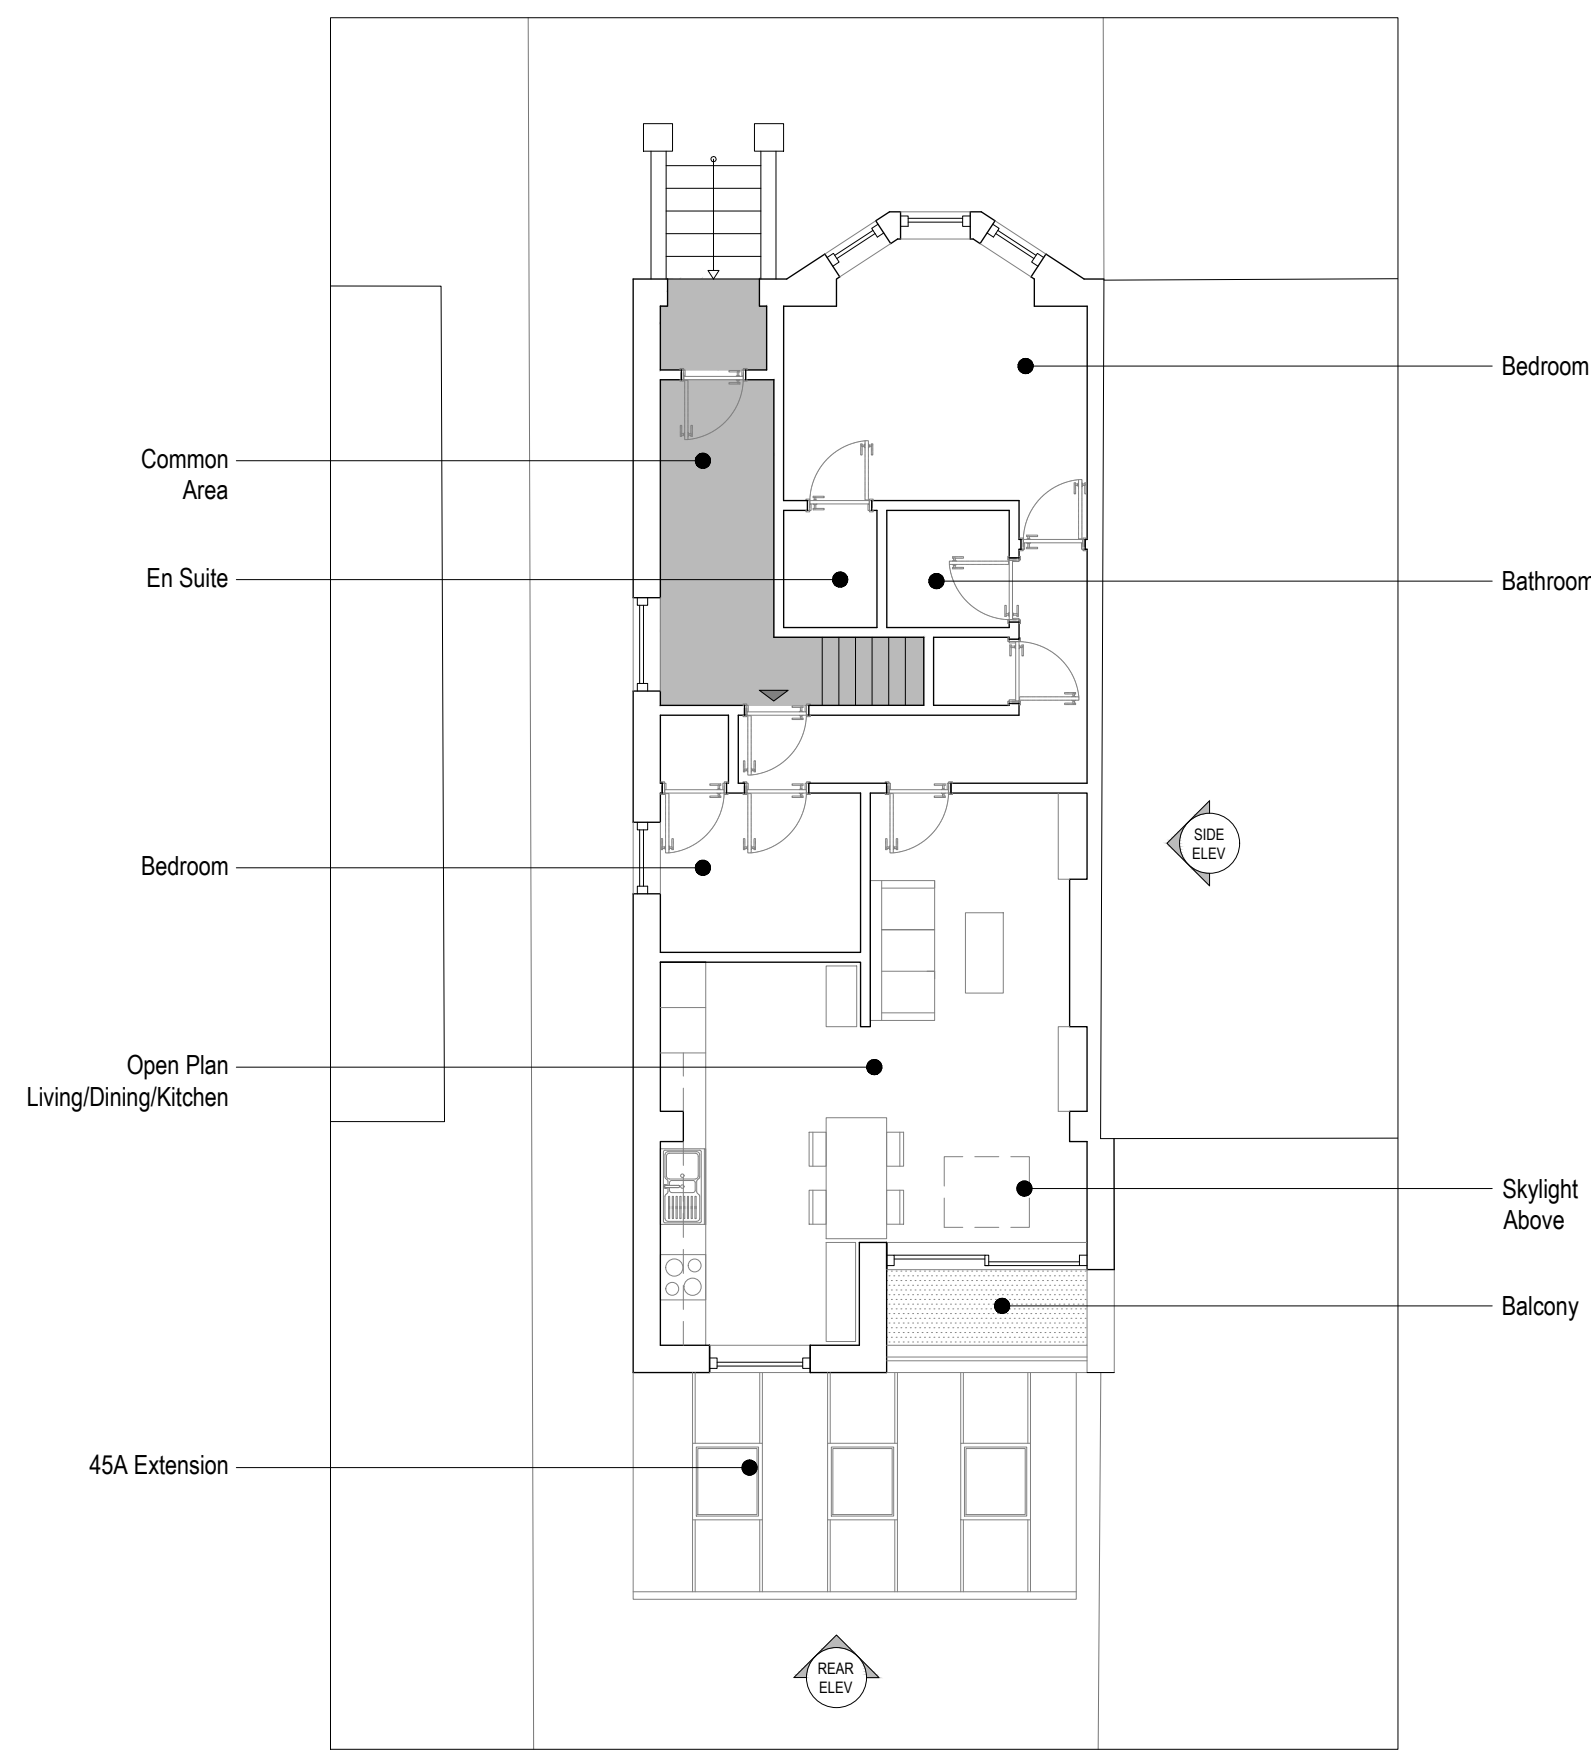 Bedroom
Common
Area
En Suite
Bathroom
SIDE
ELEV
Bedroom
Open Plan
Living/Dining/Kitchen
Skylight
Above
Balcony
45A Extension
REAR
ELEV